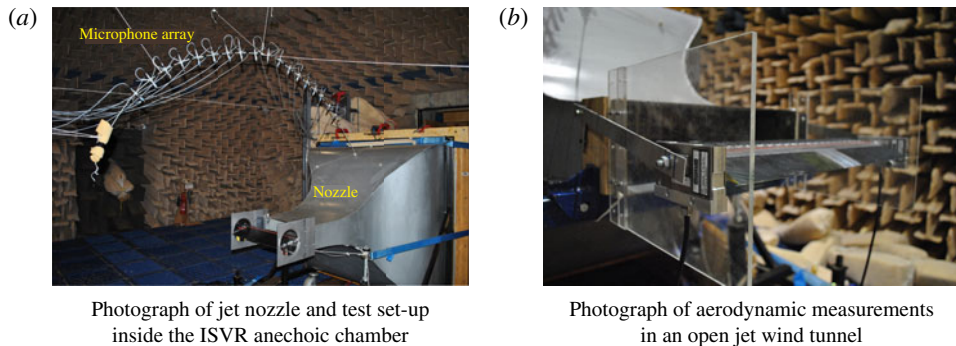 (a)
Microphone array
Nozzle
Photograph of jet nozzle and test set-up
inside the ISVR anechoic chamber
(b)
Photograph of aerodynamic measurements
in an open jet wind tunnel